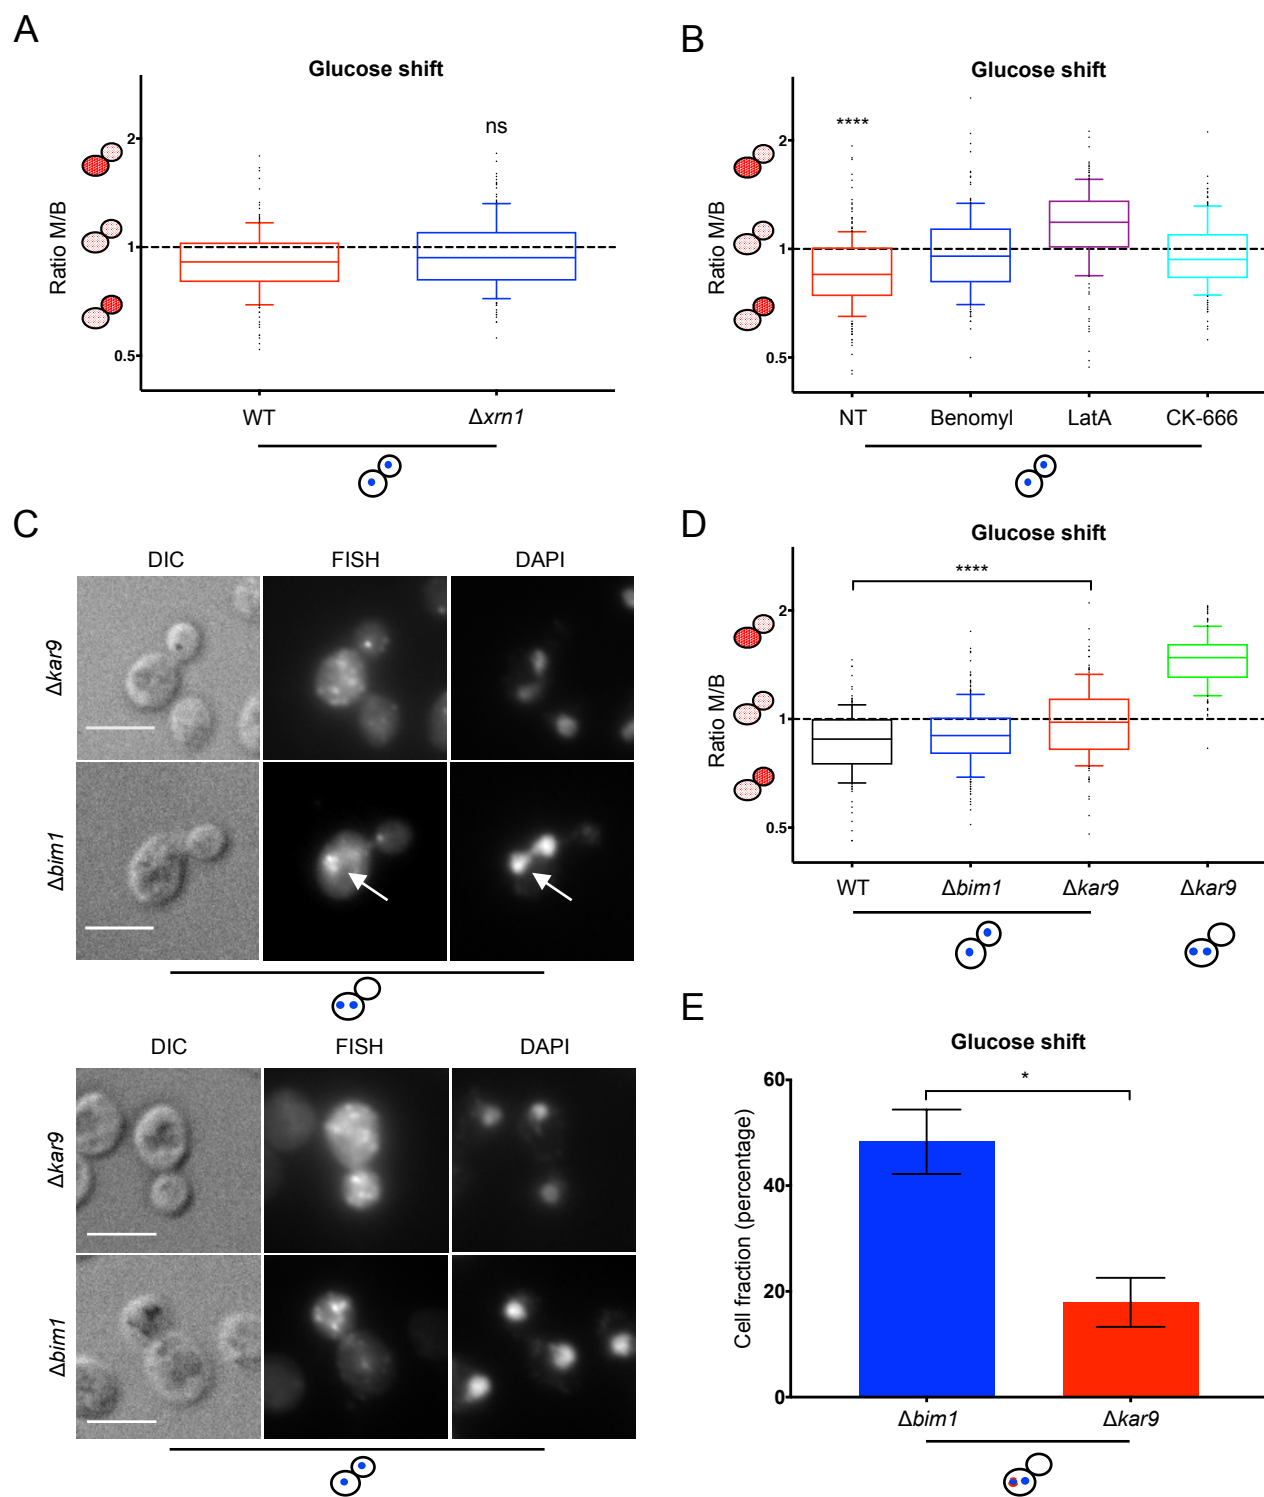 A
Glucose shift
ns
Ratio M/B
2
1
0.5
WT
Δxrn1
B
Glucose shift
****
Ratio M/B
2
1
0.5
NT
Benomyl
LatA
CK-666
C
DIC
FISH
DAPI
Δkar9
Δbim1
DIC
FISH
DAPI
Δkar9
Δbim1
D
Glucose shift
****
Ratio M/B
2
1
0.5
WT
Δbim1
Δkar9
Δkar9
E
Glucose shift
*
Cell fraction (percentage)
60
40
20
0
Δbim1
Δkar9